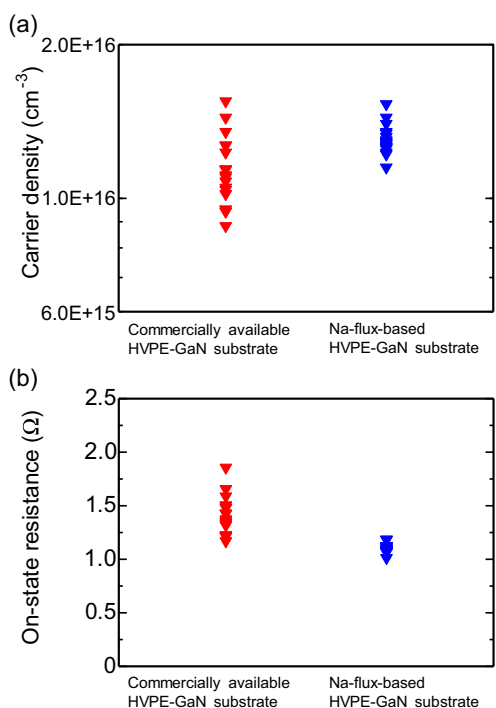 (a)
Carrier density (cm-3)
2.0E+16
1.0E+16
6.0E+15
Commercially available
HVPE-GaN substrate
Na-flux-based
HVPE-GaN substrate
(b)
On-state resistance (Ω)
2.5
2.0
1.5
1.0
0.5
0
Commercially available
HVPE-GaN substrate
Na-flux-based
HVPE-GaN substrate